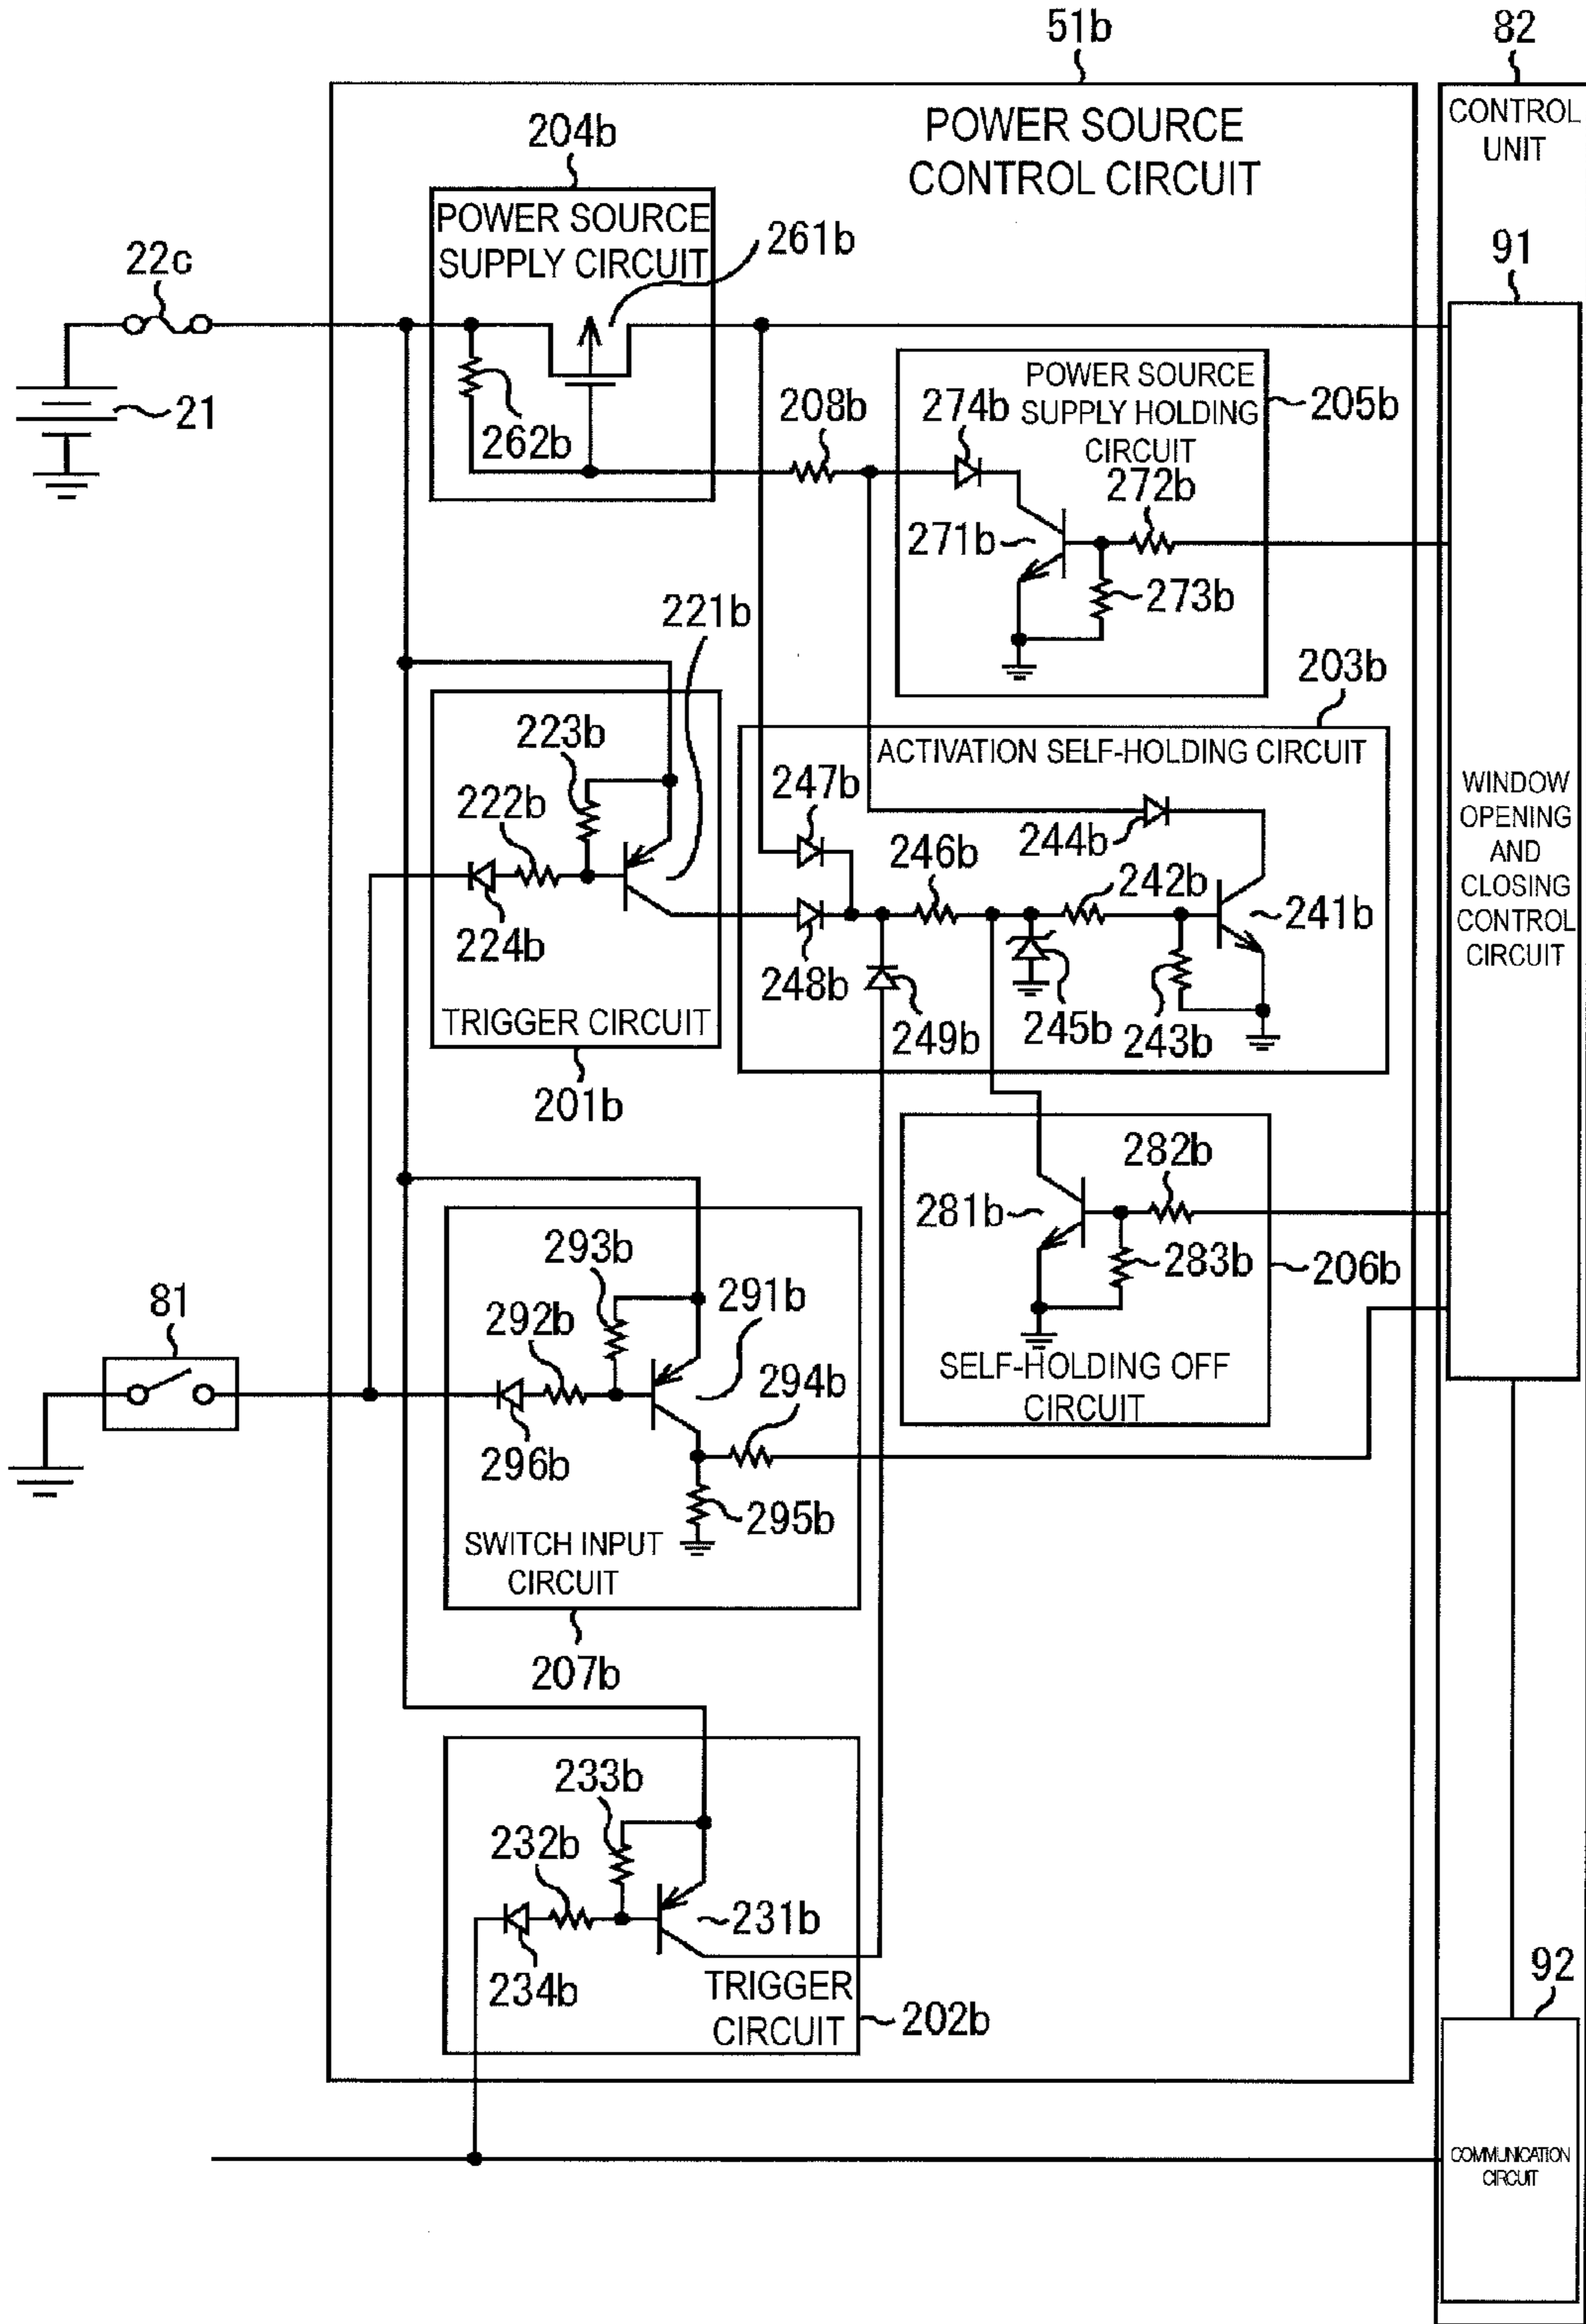 51b
82
POWER SOURCE
CONTROL CIRCUIT
CONTROL
UNIT
204b
POWER SOURCE
SUPPLY CIRCUIT
261b
22c
91
21
262b
208b
274b
POWER SOURCE
SUPPLY HOLDING
CIRCUIT
205b
272b
271b
273b
221b
203b
ACTIVATION SELF-HOLDING CIRCUIT
223b
222b
224b
247b
246b
244b
242b
241b
248b
249b
245b
243b
TRIGGER CIRCUIT
201b
WINDOW
OPENING
AND
CLOSING
CONTROL
CIRCUIT
282b
281b
283b
206b
SELF-HOLDING OFF
CIRCUIT
81
293b
291b
292b
294b
296b
295b
SWITCH INPUT
CIRCUIT
207b
233b
232b
231b
234b
TRIGGER
CIRCUIT
202b
92
COMMUNICATION
CIRCUIT